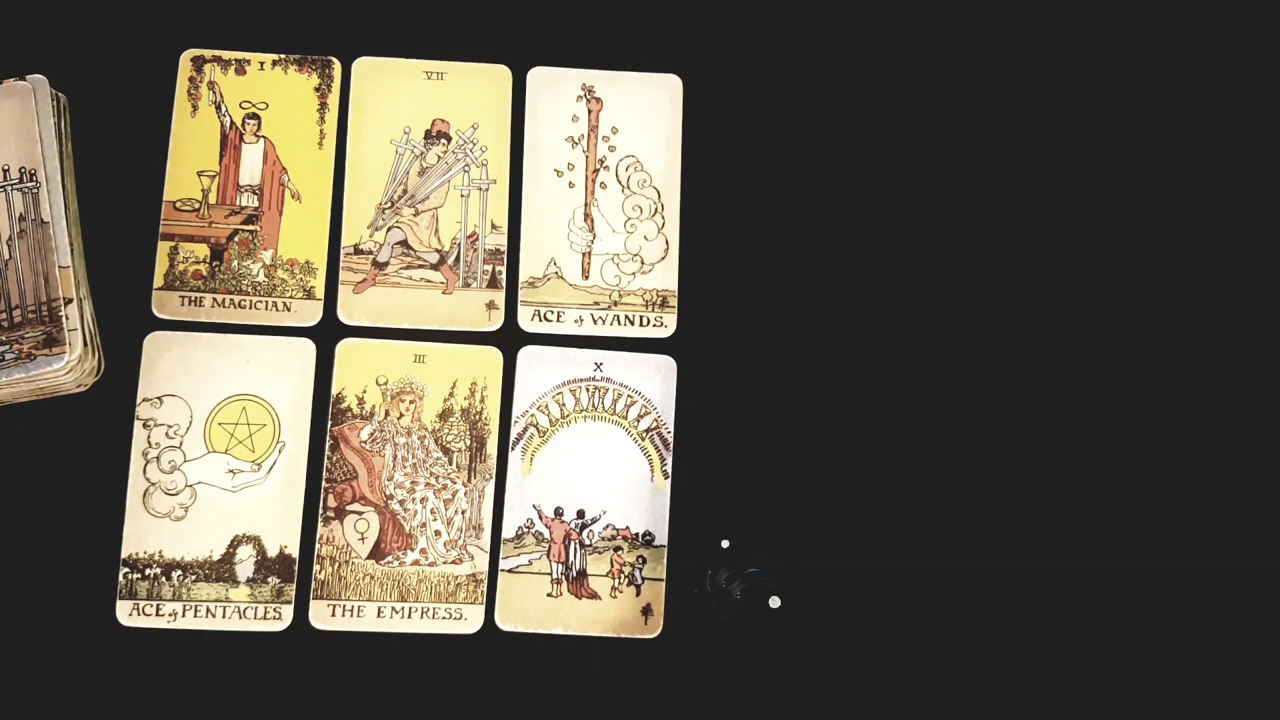 I
THE MAGICIAN.
VII
ACE of WANDS.
ACE of PENTACLES.
III
THE EMPRESS.
X